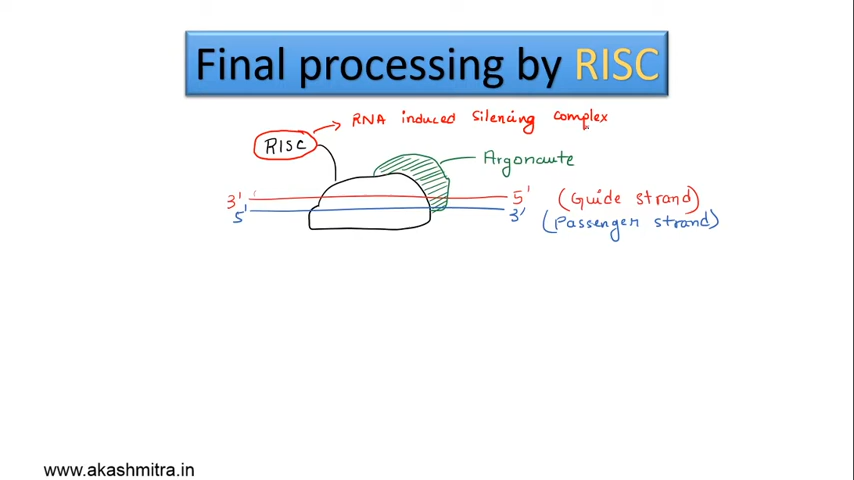 Final processing by RISC
RNA induced Silencing complex
RISC
Argonaute
3' 5' (Guide strand)
5' 3' (Passenger strand)
www.akashmitra.in